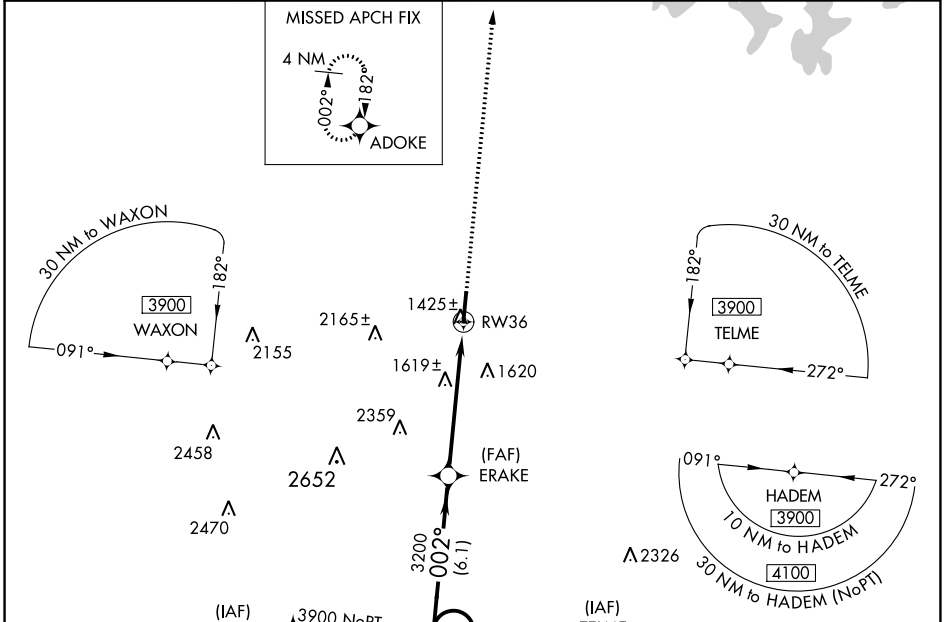 MISSED APCH FIX
4 NM
002°
182°
ADOKE
30 NM to WAXON
182°
3900
WAXON
091°
2155
2165±
1425±
RW36
1619±
1620
30 NM to TELME
182°
3900
TELME
272°
2359
2458
2652
(FAF)
ERAKE
2470
091°
272°
HADEM
3900
10 NM to HADEM
4100
30 NM to HADEM (NoPT)
3200
002°
(6.1)
2326
(IAF)
3900 NoPT
(IAF)